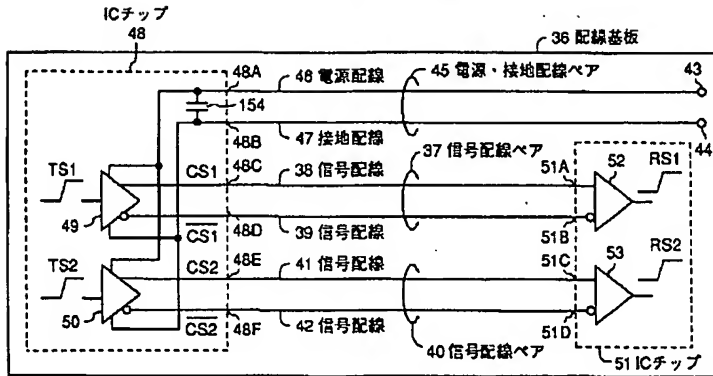 ICチップ
48
36 配線基板
48A
46 電源配線
45 電源・接地配線ペア
43
154
48B
47 接地配線
44
48C
38 信号配線
37 信号配線ペア
TS1
CS1
51A
52
RS1
49
CS1
48D
39 信号配線
51B
TS2
CS2
48E
41 信号配線
51C
53
RS2
50
CS2
48F
42 信号配線
51D
40 信号配線ペア
51 ICチップ